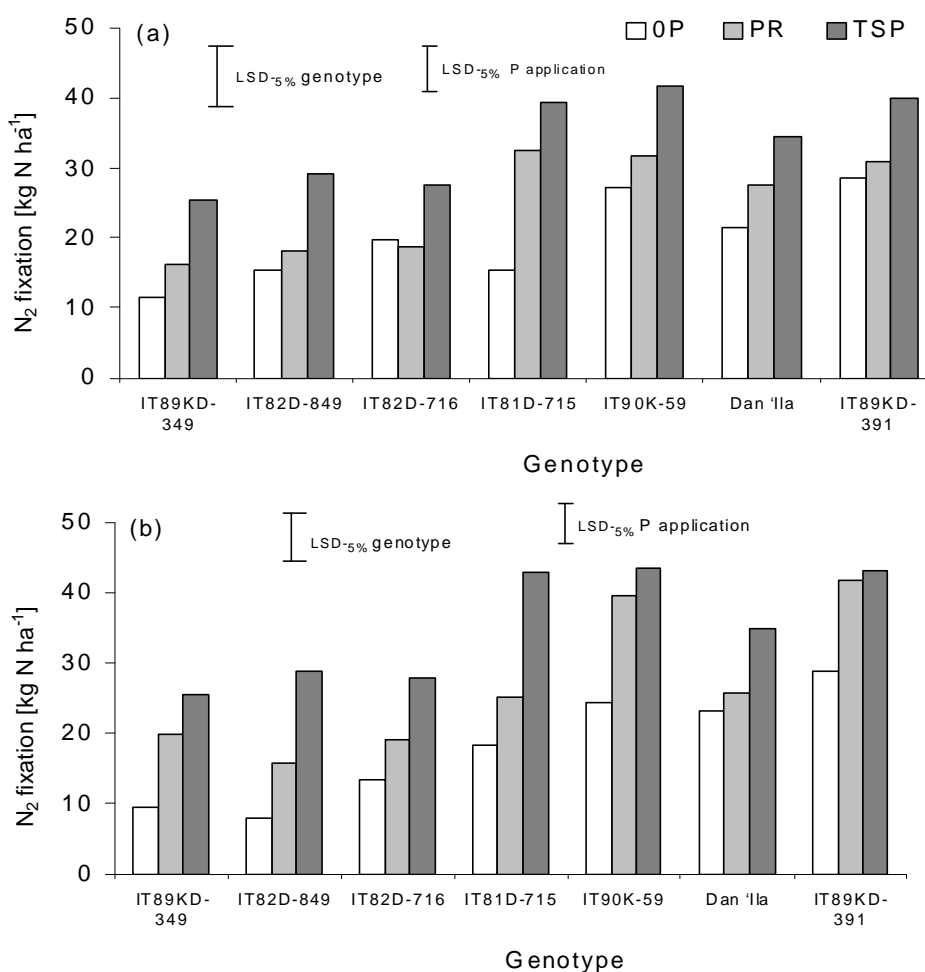 (a)
0P PR TSP
LSD-5% genotype
LSD-5% P application
N2 fixation [kg N ha-1]
50
40
30
20
10
0
IT89KD-349 IT82D-849 IT82D-716 IT81D-715 IT90K-59 Dan ‘Ila IT89KD-391
Genotype
(b)
LSD-5% genotype
LSD-5% P application
N2 fixation [kg N ha-1]
50
40
30
20
10
0
IT89KD-349 IT82D-849 IT82D-716 IT81D-715 IT90K-59 Dan ‘Ila IT89KD-391
Genotype